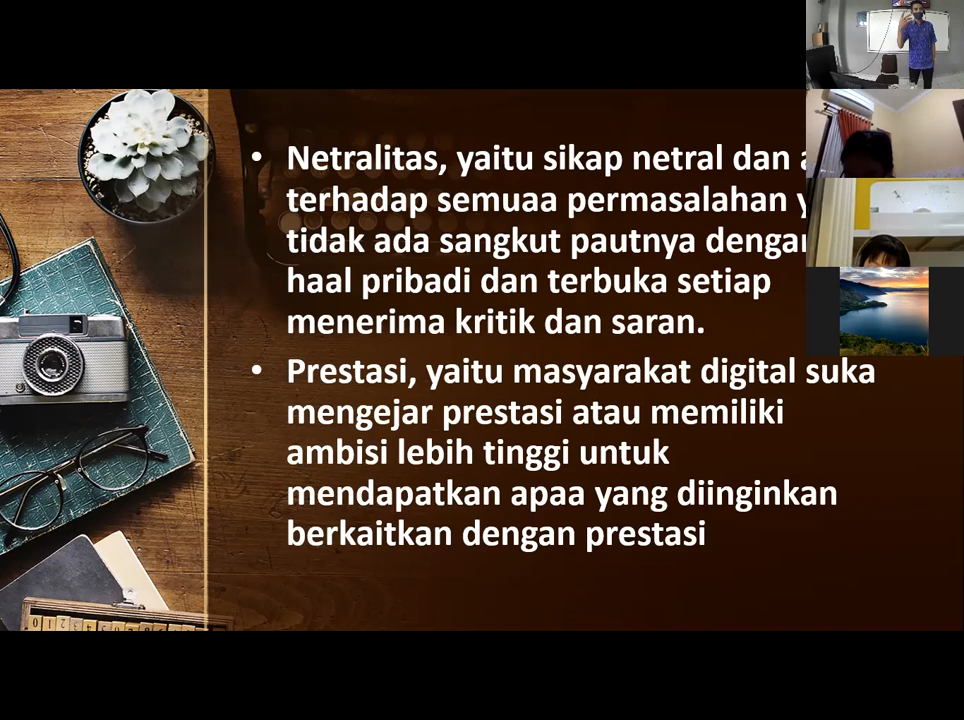 Netralitas, yaitu sikap netral dan
terhadap semuaa permasalahan
tidak ada sangkut pautnya dengan
haal pribadi dan terbuka setiap
menerima kritik dan saran.
Prestasi, yaitu masyarakat digital suka
mengejar prestasi atau memiliki
ambisi lebih tinggi untuk
mendapatkan apaa yang diinginkan
berkaitkan dengan prestasi